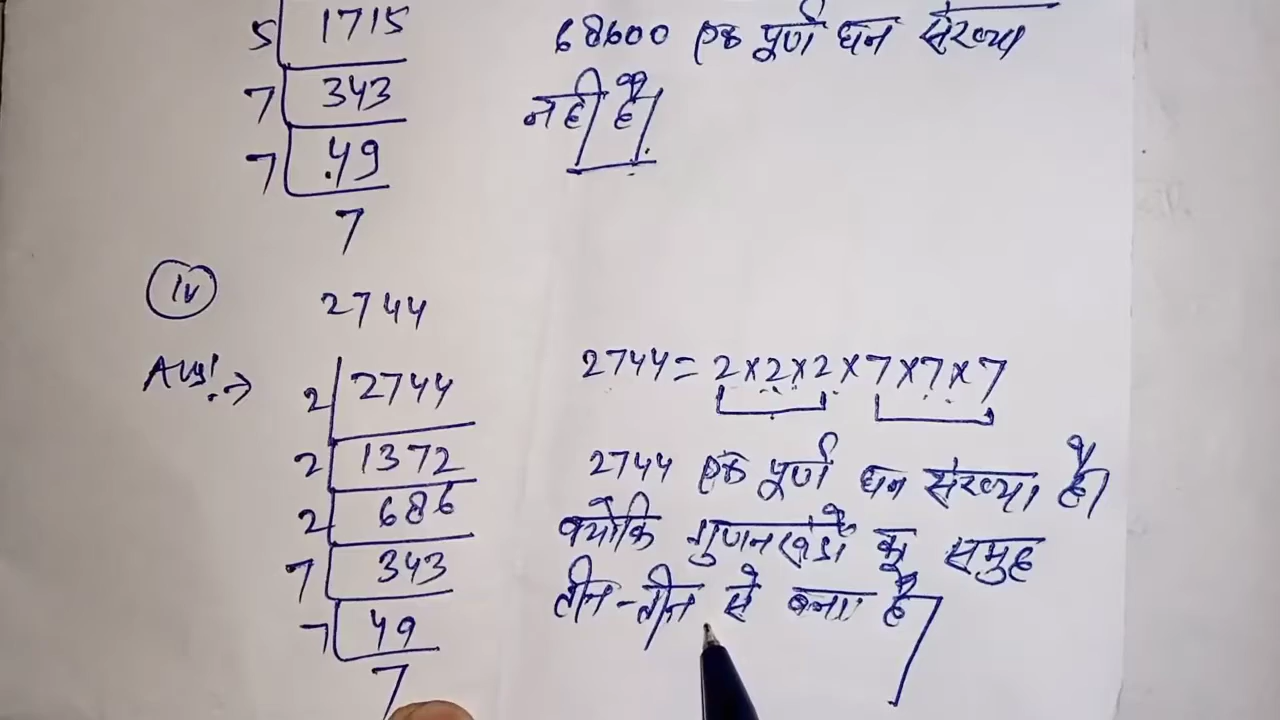 5 | 1715
7 | 343
7 | 49
7
68600 एक पूर्ण घन संख्या
नही है।
(iv) 2744
Ans! →
2 | 2744
2 | 1372
2 | 686
7 | 343
7 | 49
7
2744 = 2×2×2×7×7×7
2744 एक पूर्ण घन संख्या है।
क्योंकि गुणनखंडों का समुह
तीन-तीन से बना है।